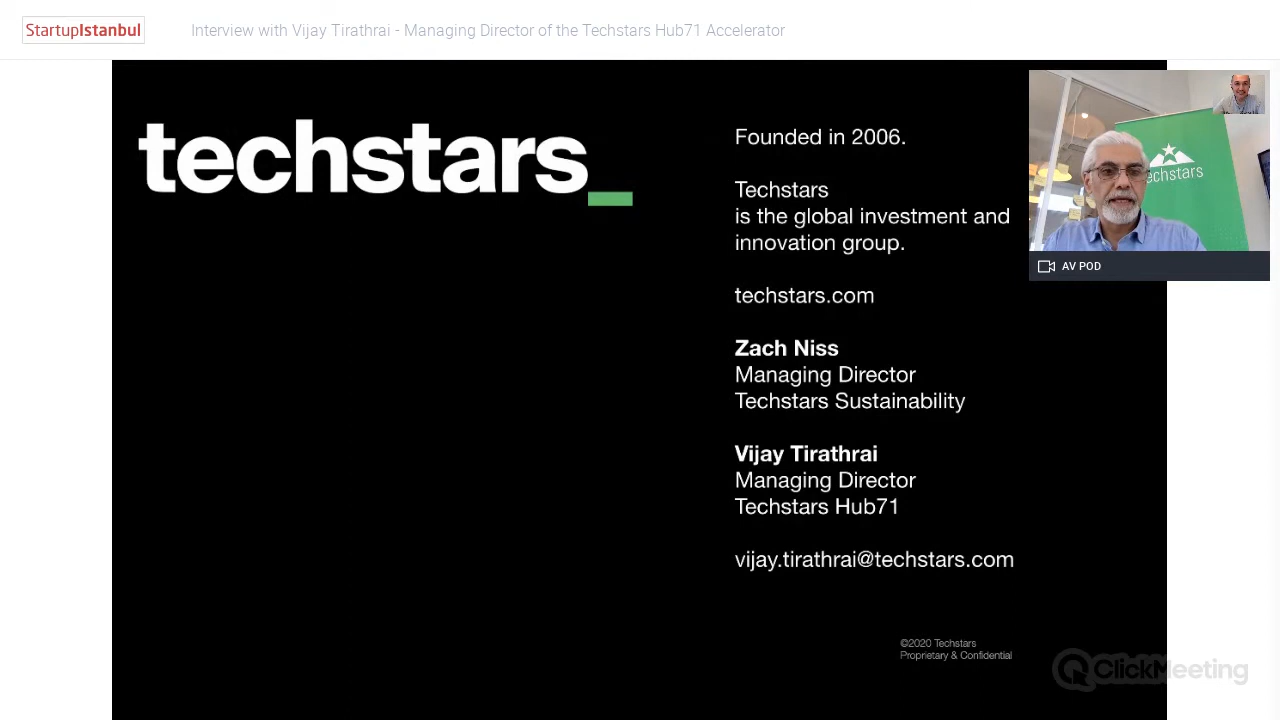 StartupIstanbul
Interview with Vijay Tirathrai - Managing Director of the Techstars Hub71 Accelerator
techstars_
Founded in 2006.
Techstars
is the global investment and
innovation group.
techstars.com
Zach Niss
Managing Director
Techstars Sustainability
Vijay Tirathrai
Managing Director
Techstars Hub71
vijay.tirathrai@techstars.com
©2020 Techstars
Proprietary & Confidential
techstars
AV POD
ClickMeeting